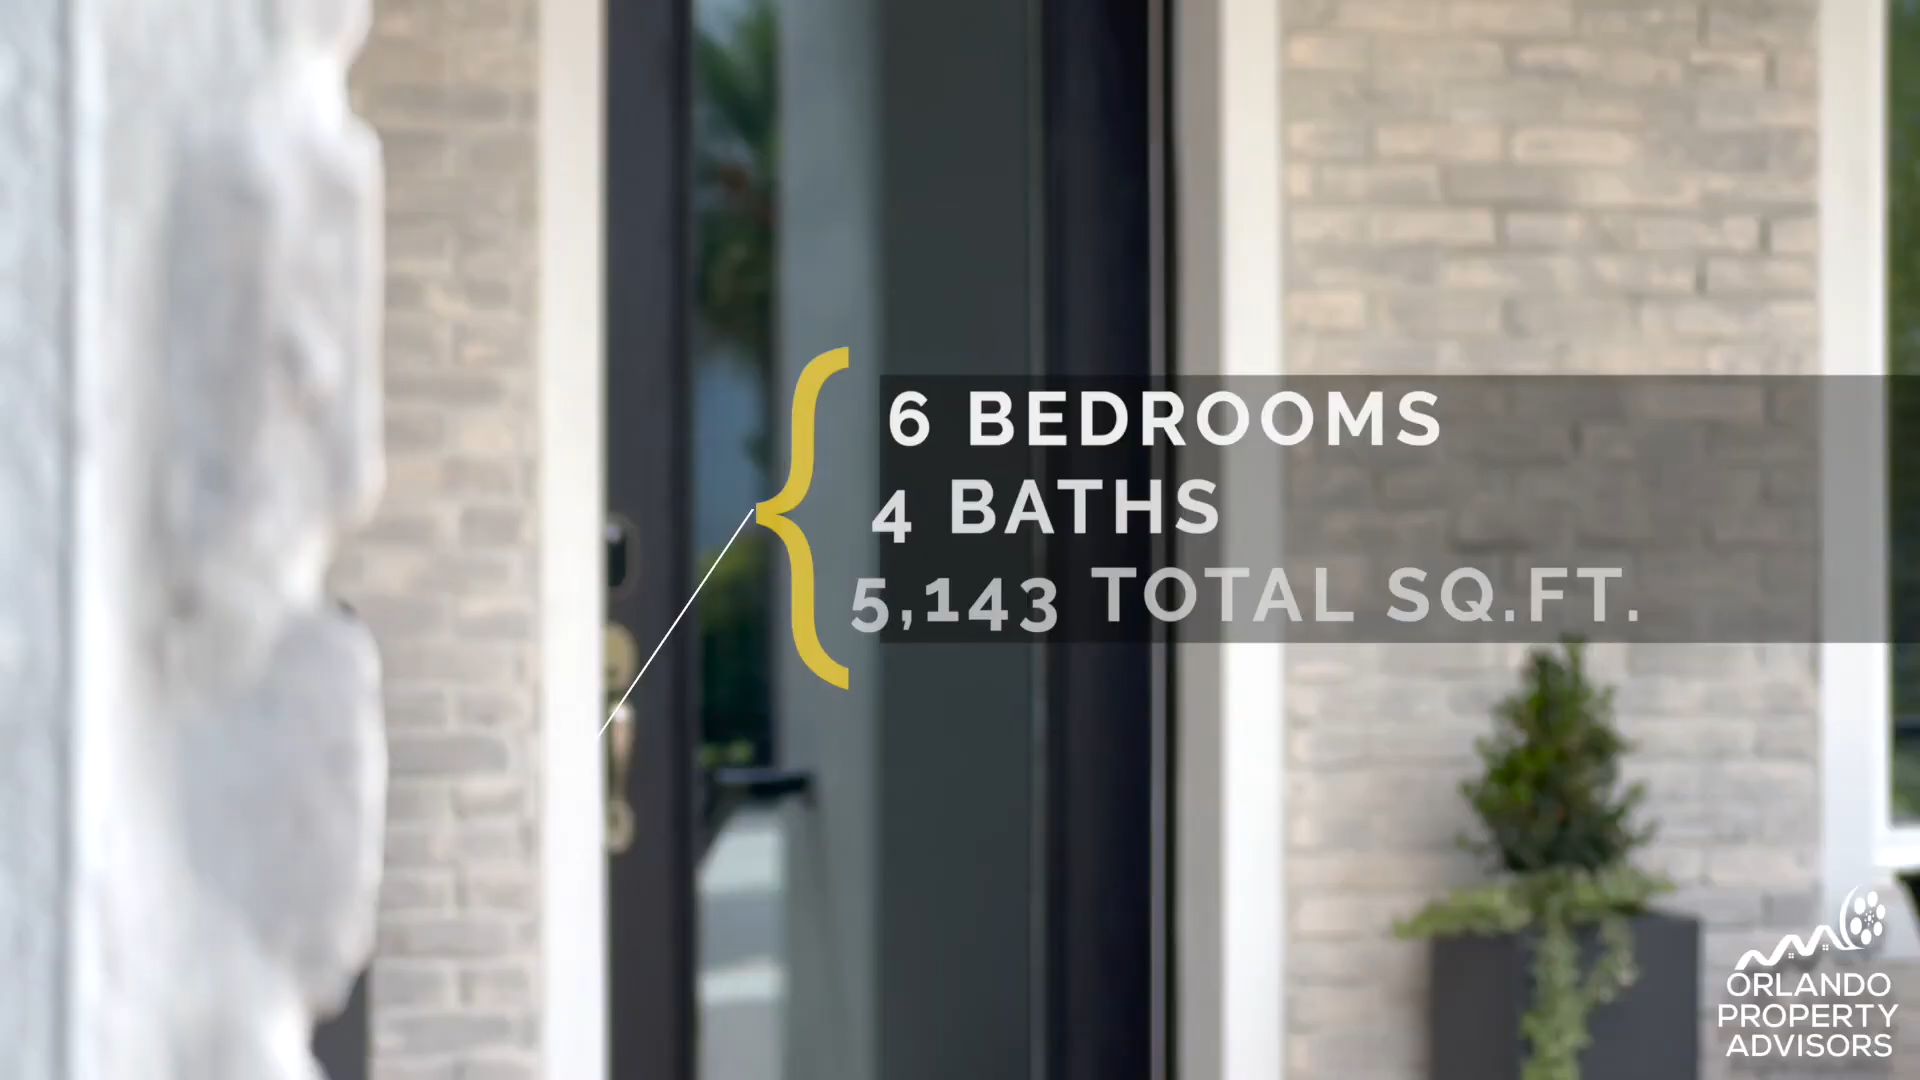 6 BEDROOMS
4 BATHS
5,143 TOTAL SQ.FT.
ORLANDO
PROPERTY
ADVISORS